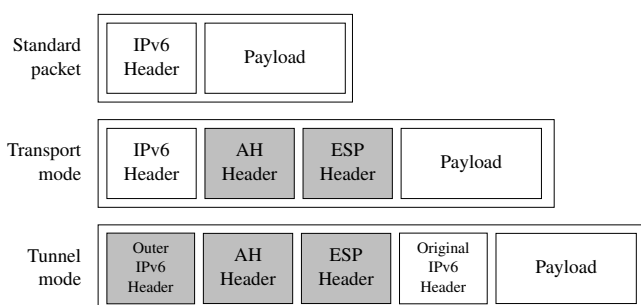 Standard
packet
IPv6
Header
Payload
Transport
mode
IPv6
Header
AH
Header
ESP
Header
Payload
Tunnel
mode
Outer
IPv6
Header
AH
Header
ESP
Header
Original
IPv6
Header
Payload